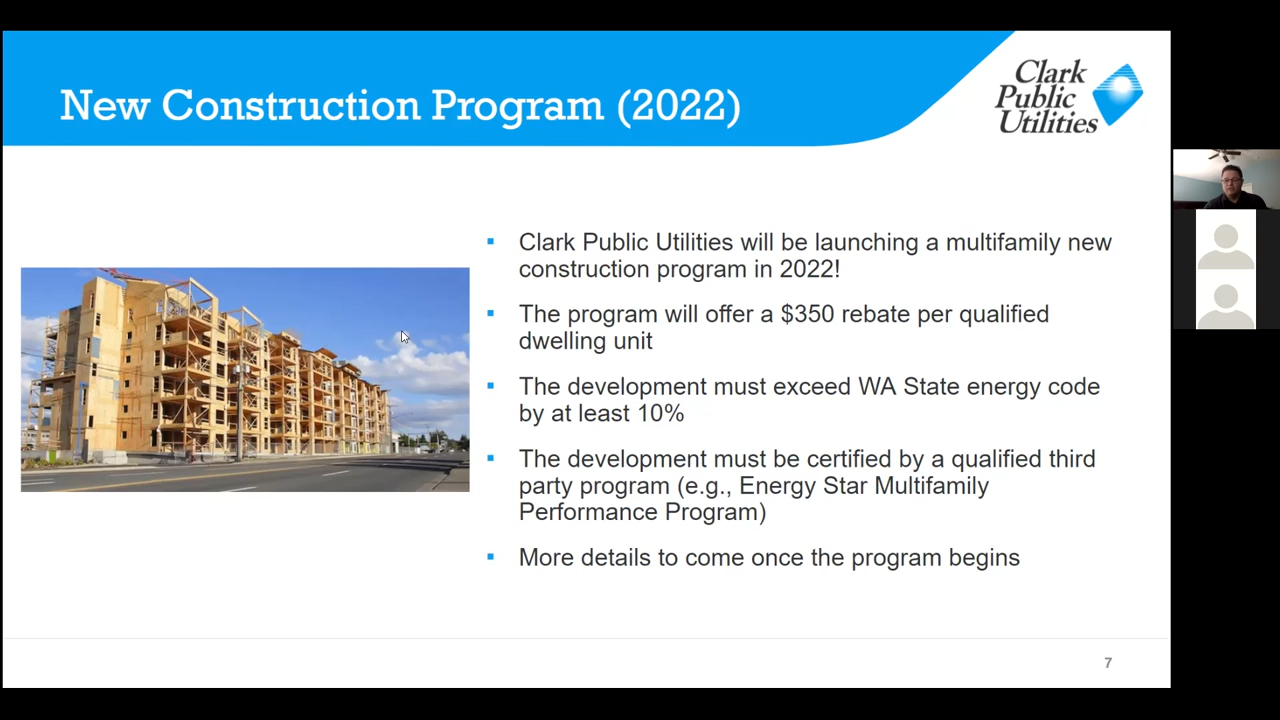 New Construction Program (2022)
Clark
Public
Utilities
▪ Clark Public Utilities will be launching a multifamily new
construction program in 2022!
▪ The program will offer a $350 rebate per qualified
dwelling unit
▪ The development must exceed WA State energy code
by at least 10%
▪ The development must be certified by a qualified third
party program (e.g., Energy Star Multifamily
Performance Program)
▪ More details to come once the program begins
7